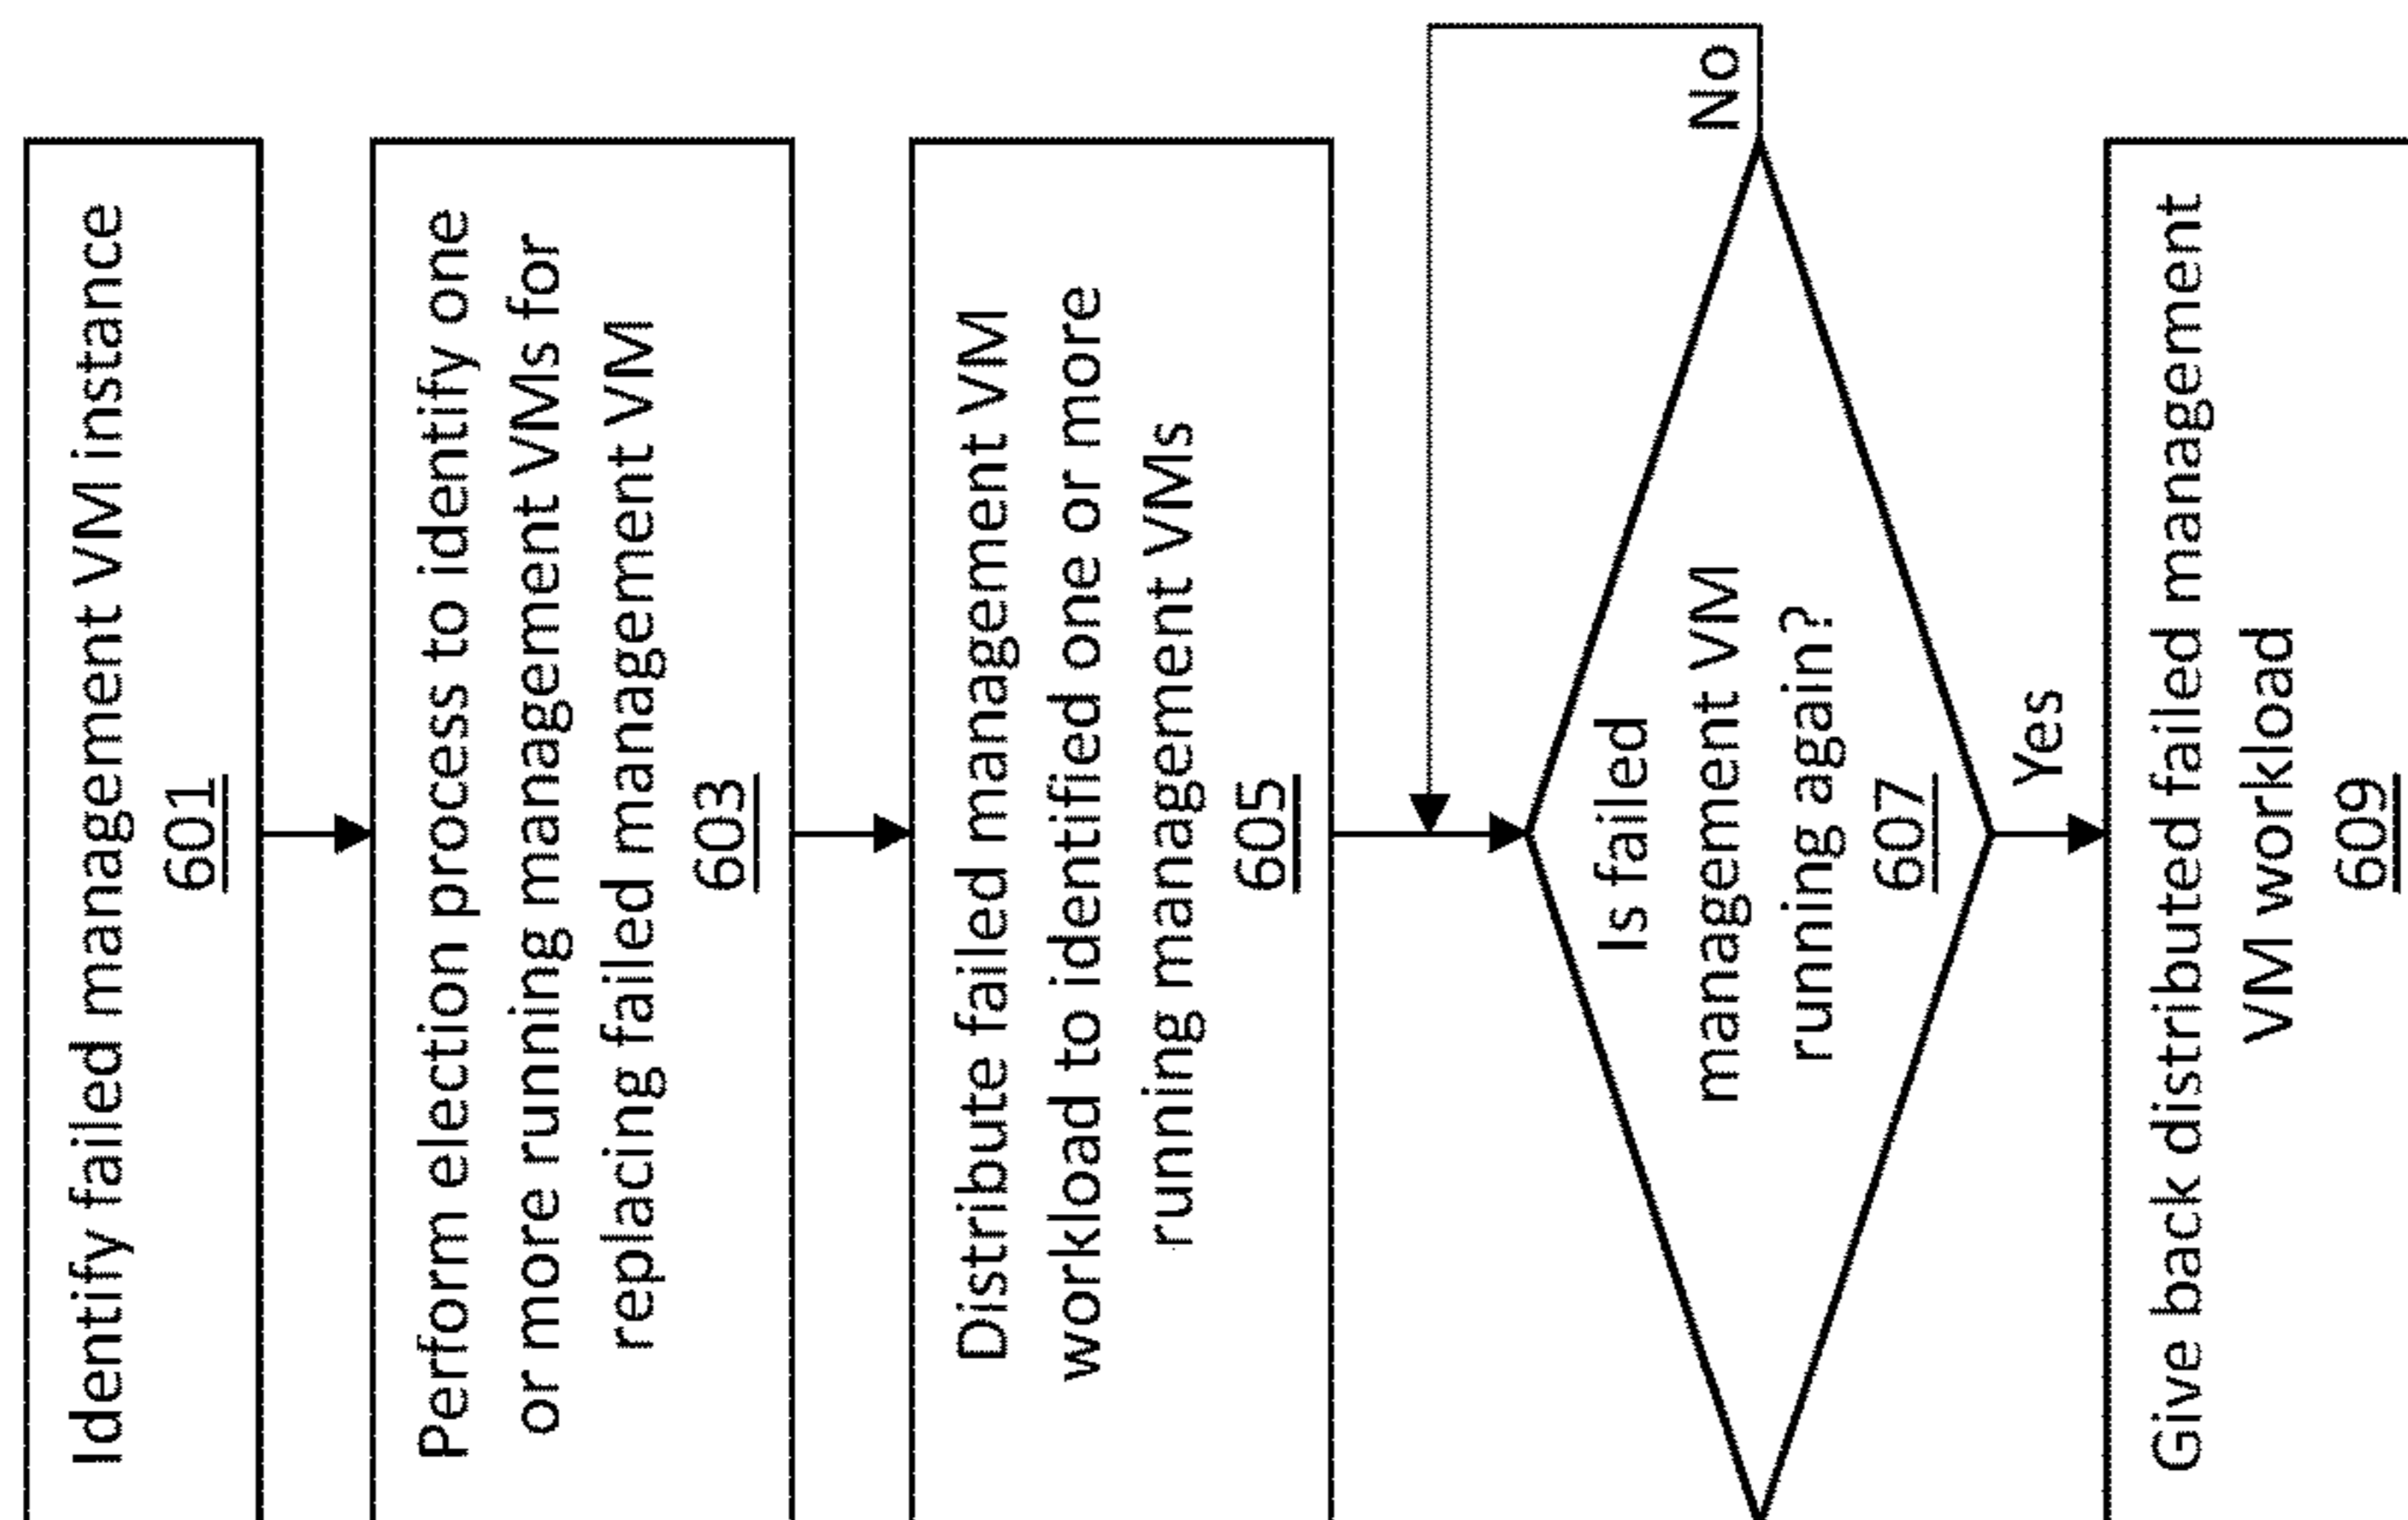 Identify failed management VM instance
601
Perform election process to identify one
or more running management VMs for
replacing failed management VM
603
Distribute failed management VM
workload to identified one or more
running management VMs
605
Is failed
management VM
running again?
607
No
Yes
Give back distributed failed management
VM workload
609